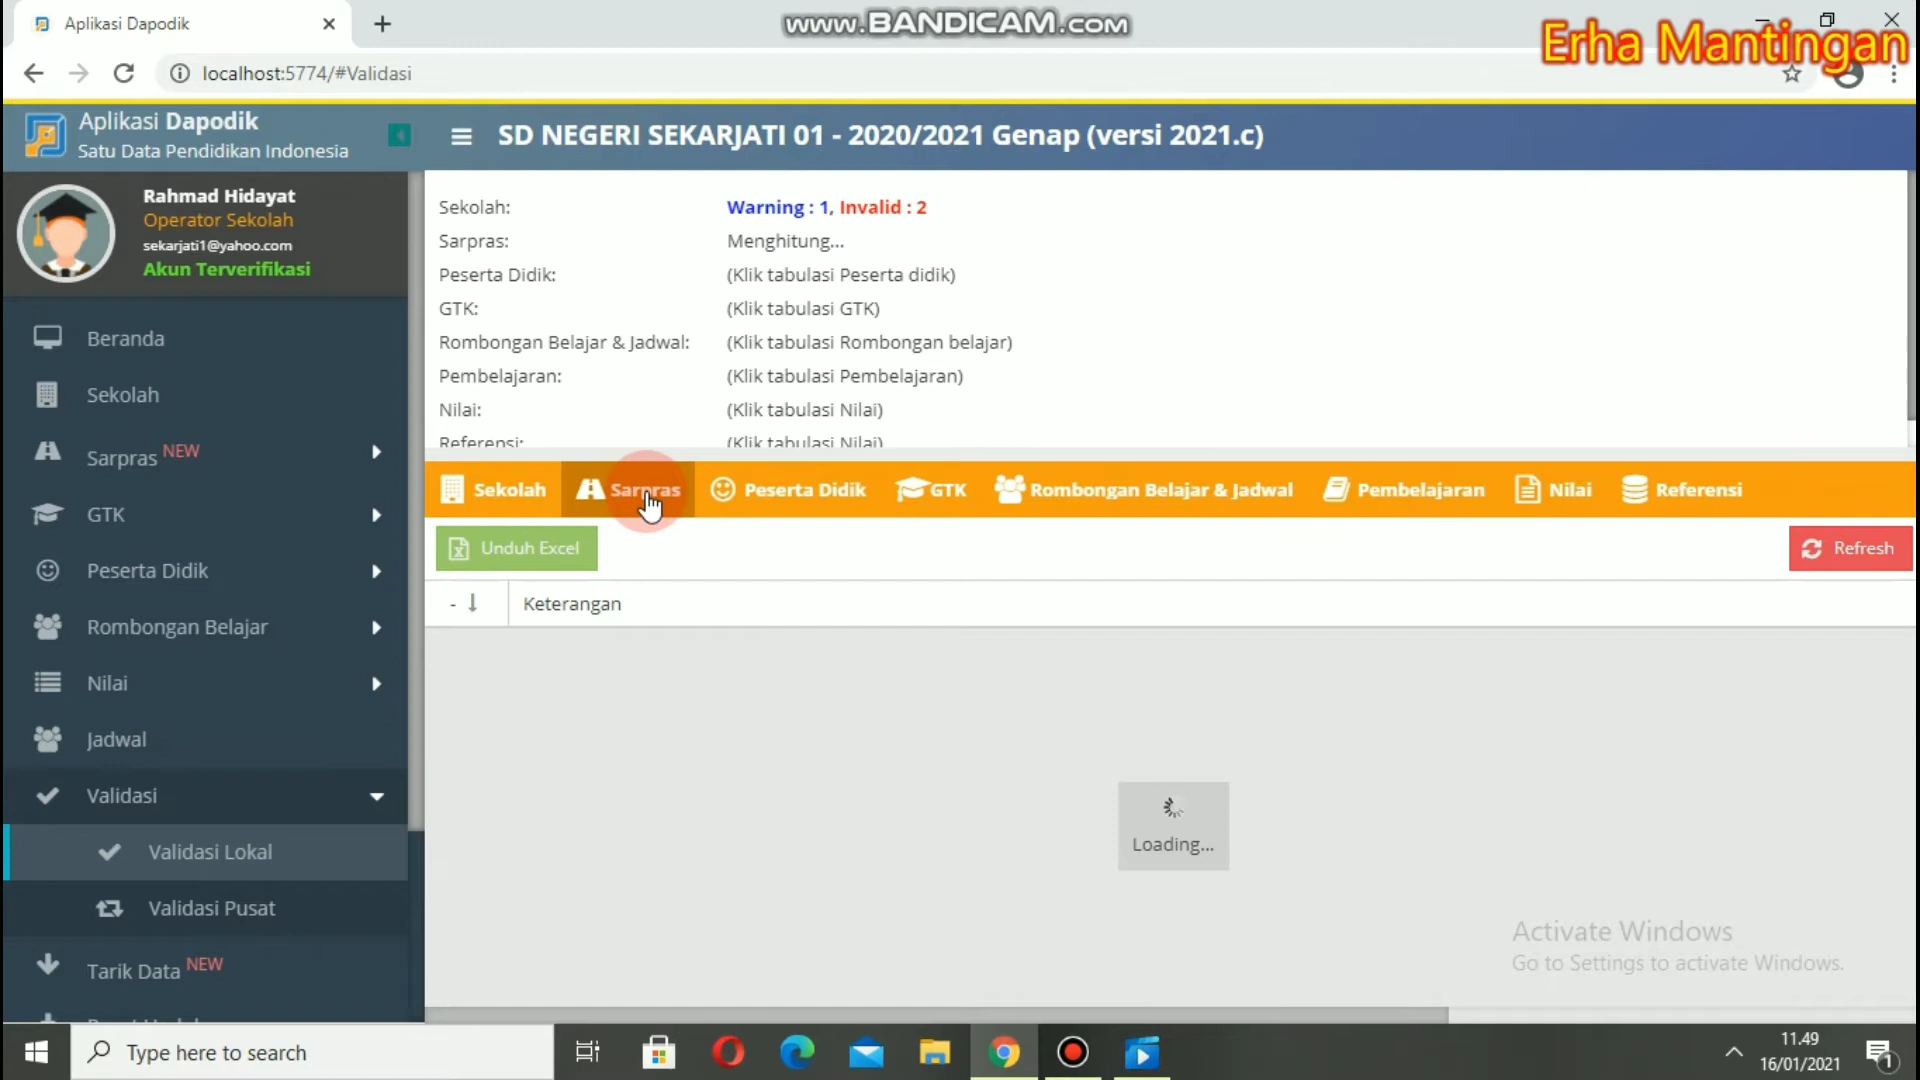 Aplikasi Dapodik
www.BANDICAM.com
Erha Mantingan
localhost:5774/#Validasi
Aplikasi Dapodik
Satu Data Pendidikan Indonesia
SD NEGERI SEKARJATI 01 - 2020/2021 Genap (versi 2021.c)
Rahmad Hidayat
Operator Sekolah
sekarjati1@yahoo.com
Akun Terverifikasi
Beranda
Sekolah
Sarpras NEW
GTK
Peserta Didik
Rombongan Belajar
Nilai
Jadwal
Validasi
Validasi Lokal
Validasi Pusat
Tarik Data NEW
Sekolah: Warning : 1, Invalid : 2
Sarpras: Menghitung...
Peserta Didik: (Klik tabulasi Peserta didik)
GTK: (Klik tabulasi GTK)
Rombongan Belajar & Jadwal: (Klik tabulasi Rombongan belajar)
Pembelajaran: (Klik tabulasi Pembelajaran)
Nilai: (Klik tabulasi Nilai)
Referensi: (Klik tabulasi Nilai)
Sekolah Sarpras Peserta Didik GTK Rombongan Belajar & Jadwal Pembelajaran Nilai Referensi
Unduh Excel Refresh
- Keterangan
Loading...
Activate Windows
Go to Settings to activate Windows.
Type here to search
11.49
16/01/2021
1